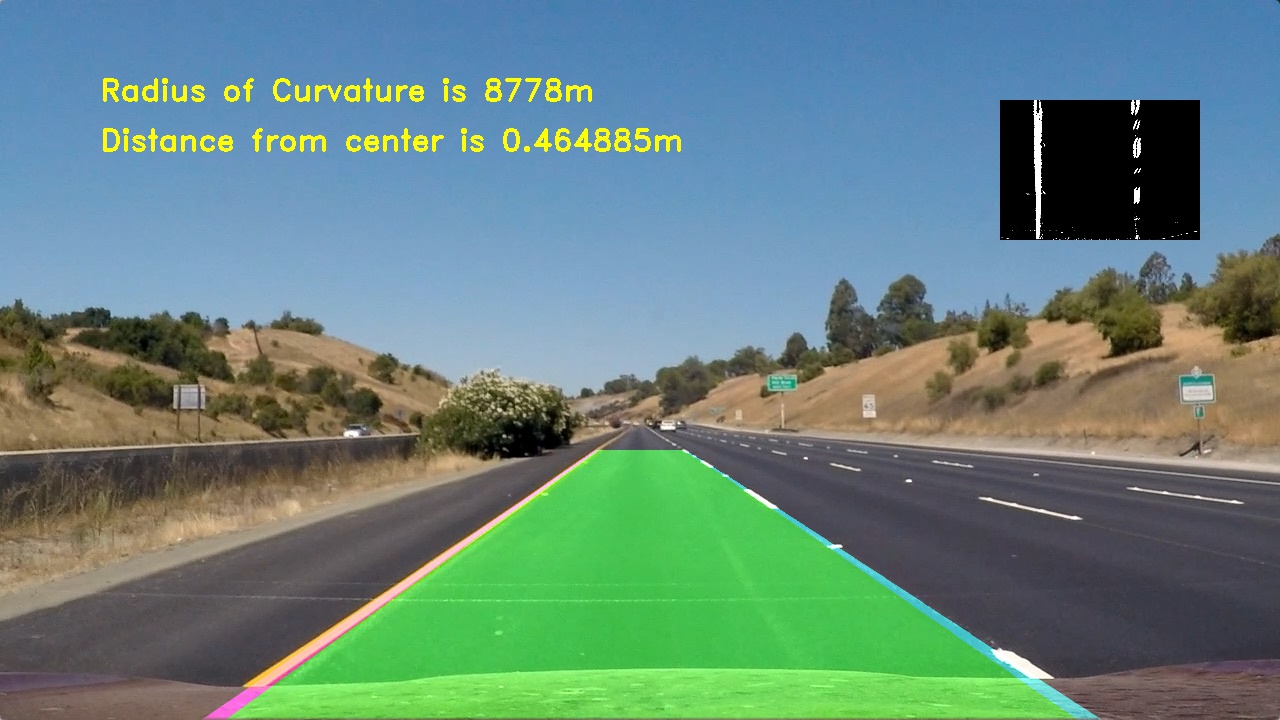 Radius of Curvature is 8778m
Distance from center is 0.464885m